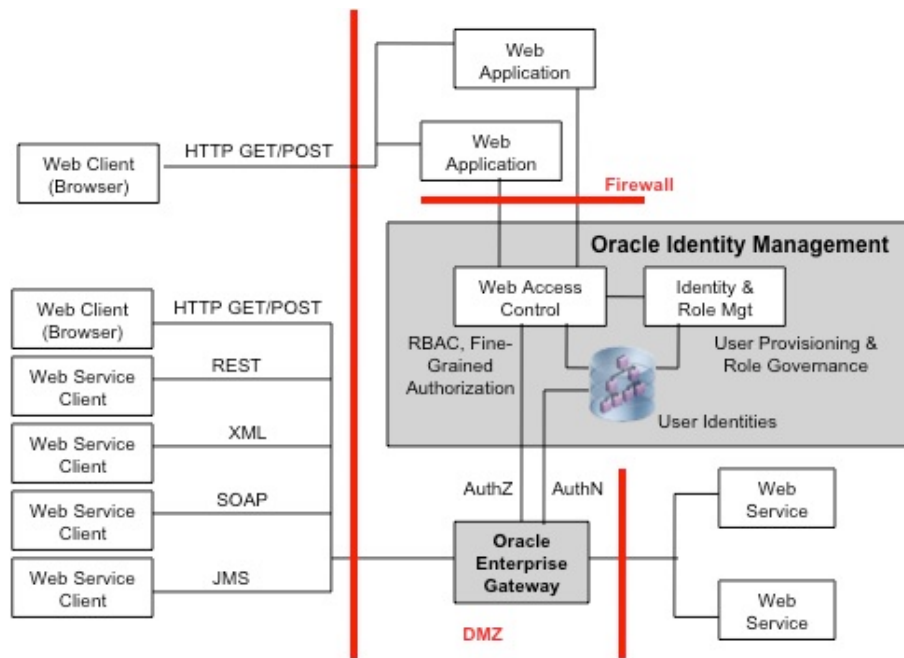 Web
Application
HTTP GET/POST
Web
Application
Web Client
(Browser)
Firewall
Oracle Identity Management
Web Access
Control
Identity &
Role Mgt
RBAC, Fine-
Grained
Authorization
User Provisioning &
Role Governance
User Identities
Web Client
(Browser)
HTTP GET/POST
Web Service
Client
REST
Web Service
Client
XML
Web Service
Client
SOAP
Web Service
Client
JMS
AuthZ
AuthN
Oracle
Enterprise
Gateway
DMZ
Web
Service
Web
Service